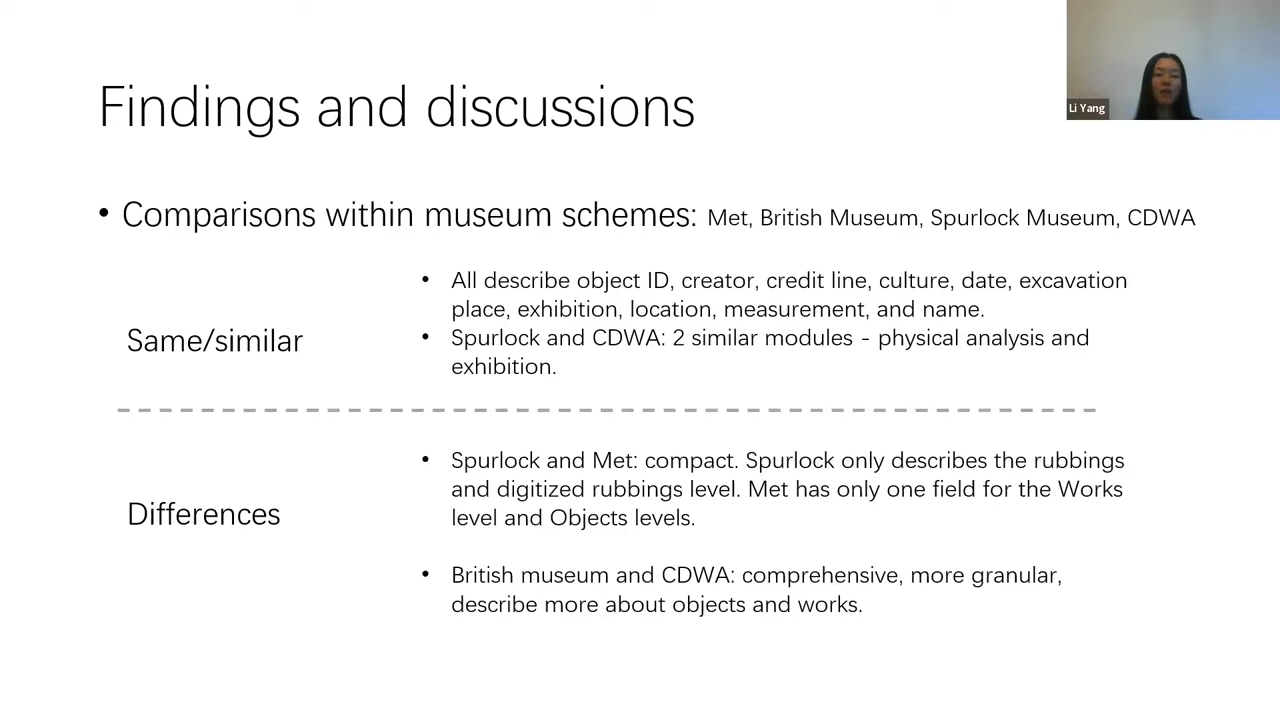 Li Yang
Findings and discussions
• Comparisons within museum schemes: Met, British Museum, Spurlock Museum, CDWA
Same/similar
• All describe object ID, creator, credit line, culture, date, excavation
place, exhibition, location, measurement, and name.
• Spurlock and CDWA: 2 similar modules - physical analysis and
exhibition.
Differences
• Spurlock and Met: compact. Spurlock only describes the rubbings
and digitized rubbings level. Met has only one field for the Works
level and Objects levels.
• British museum and CDWA: comprehensive, more granular,
describe more about objects and works.